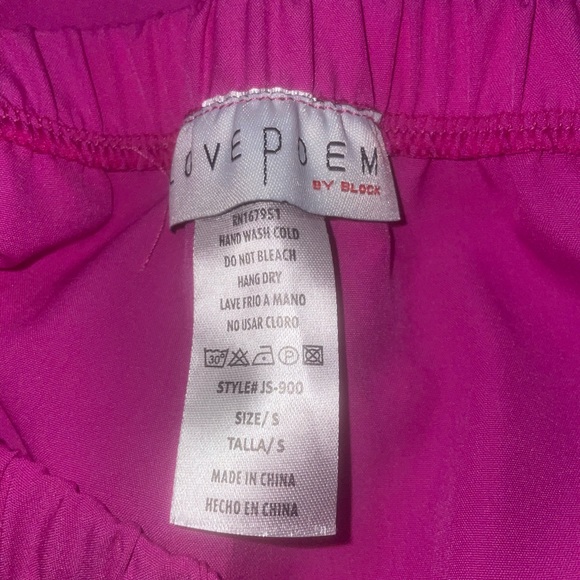 LOVEPOEM
BY BLOCK
RN167951
HAND WASH COLD
DO NOT BLEACH
HANG DRY
LAVE FRIO A MANO
NO USAR CLORO
30° P
STYLE# JS-900
SIZE/ S
TALLA/ S
MADE IN CHINA
HECHO EN CHINA